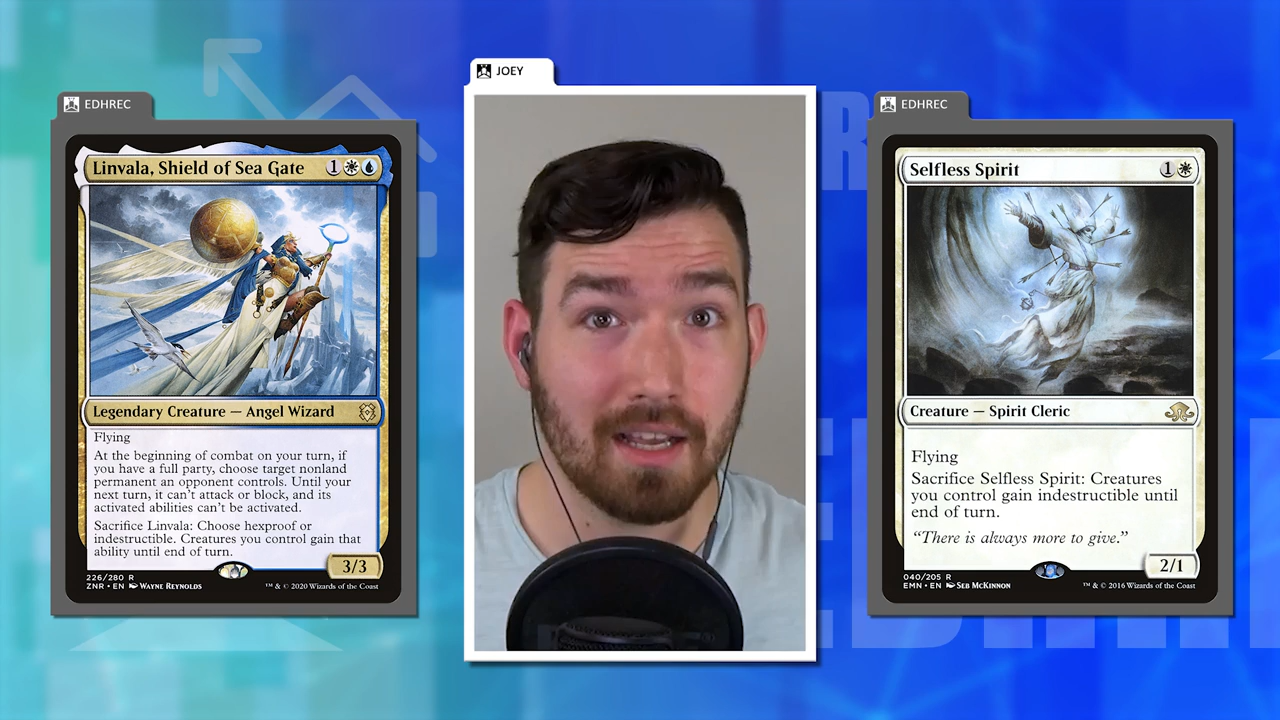 EDHREC
Linvala, Shield of Sea Gate 1
Legendary Creature — Angel Wizard
Flying
At the beginning of combat on your turn, if
you have a full party, choose target nonland
permanent an opponent controls. Until your
next turn, it can't attack or block, and its
activated abilities can't be activated.
Sacrifice Linvala: Choose hexproof or
indestructible. Creatures you control gain that
ability until end of turn.
3/3
226/280 R
ZNR • EN Wayne Reynolds
™ & © 2020 Wizards of the Coast
JOEY
EDHREC
Selfless Spirit 1
Creature — Spirit Cleric
Flying
Sacrifice Selfless Spirit: Creatures
you control gain indestructible until
end of turn.
“There is always more to give.”
2/1
040/205 R
EMN • EN Seb McKinnon
™ & © 2016 Wizards of the Coast